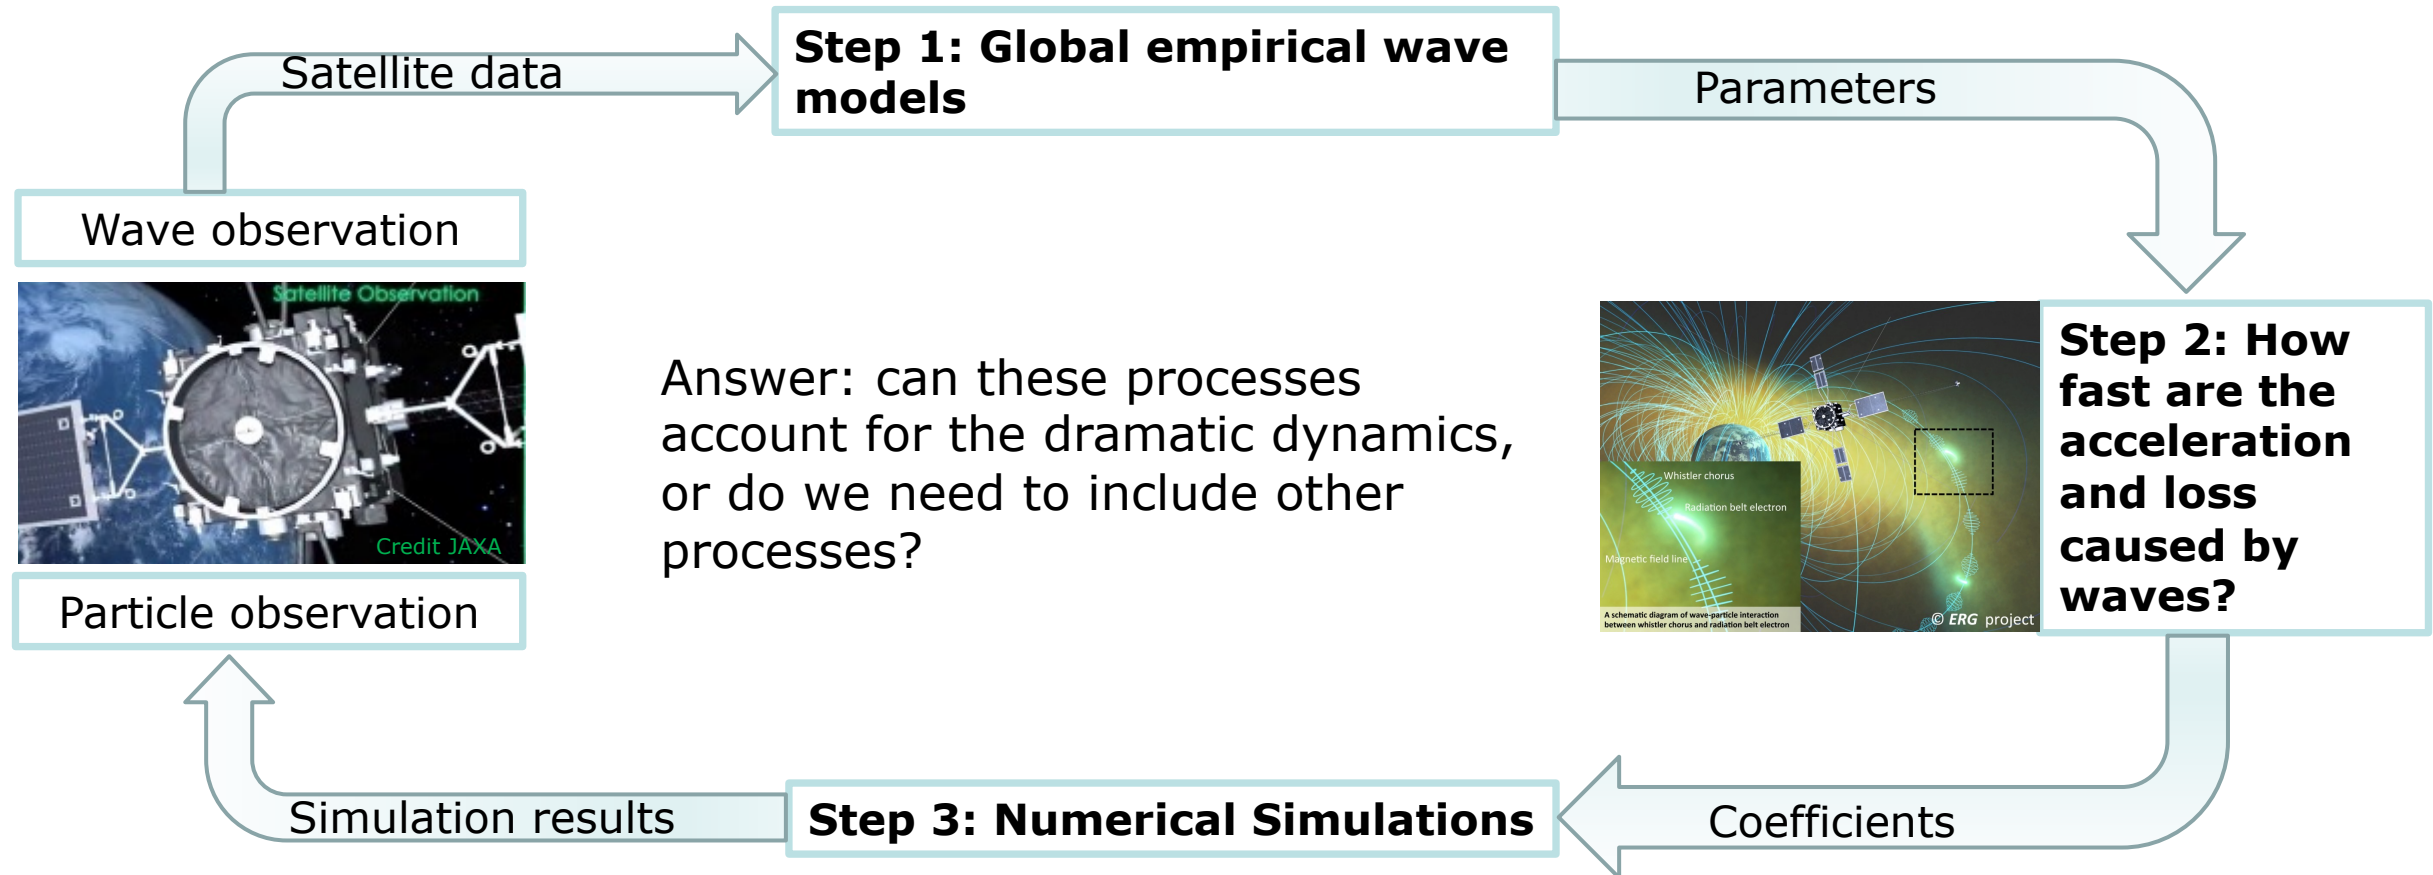 Satellite data
Step 1: Global empirical wave
models
Parameters
Wave observation
Satellite Observation
Credit JAXA
Particle observation
Answer: can these processes
account for the dramatic dynamics,
or do we need to include other
processes?
Whistler chorus
Radiation belt electron
Magnetic field line
A schematic diagram of wave-particle interaction
between whistler chorus and radiation belt electron
© ERG project
Step 2: How
fast are the
acceleration
and loss
caused by
waves?
Simulation results
Step 3: Numerical Simulations
Coefficients